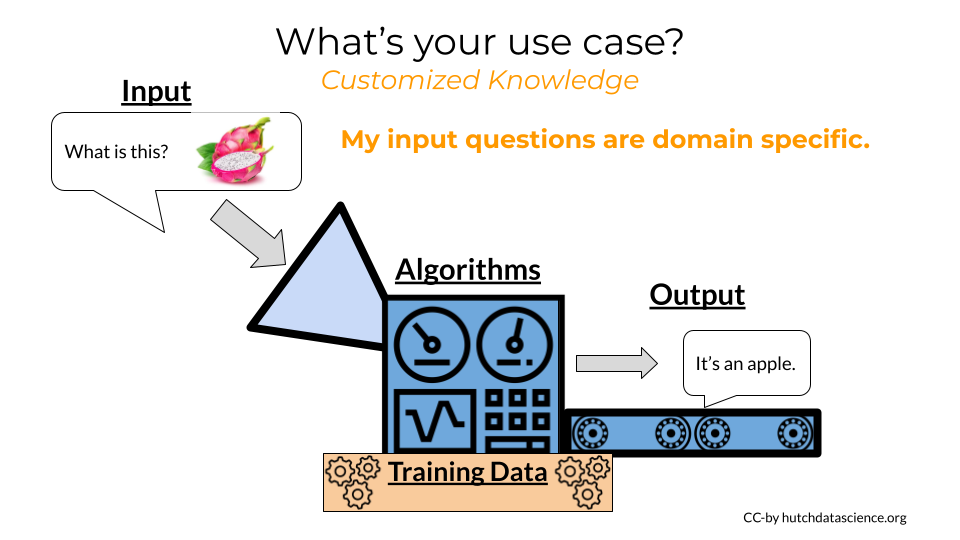 What's your use case?
Customized Knowledge
Input
My input questions are domain specific.
What is this?
Algorithms
Output
It's an apple.
Training Data
CC-by hutchdatascience.org